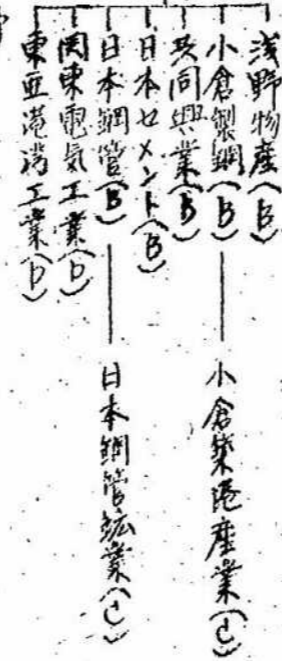 浅野物産(B)
小倉製鋼(B)
小倉築港産業(C)
共同興業(B)
日本セメント(B)
日本鋼管(B)
日本鋼管鉱業(C)
関東電気工業(D)
東亜港湾工業(D)